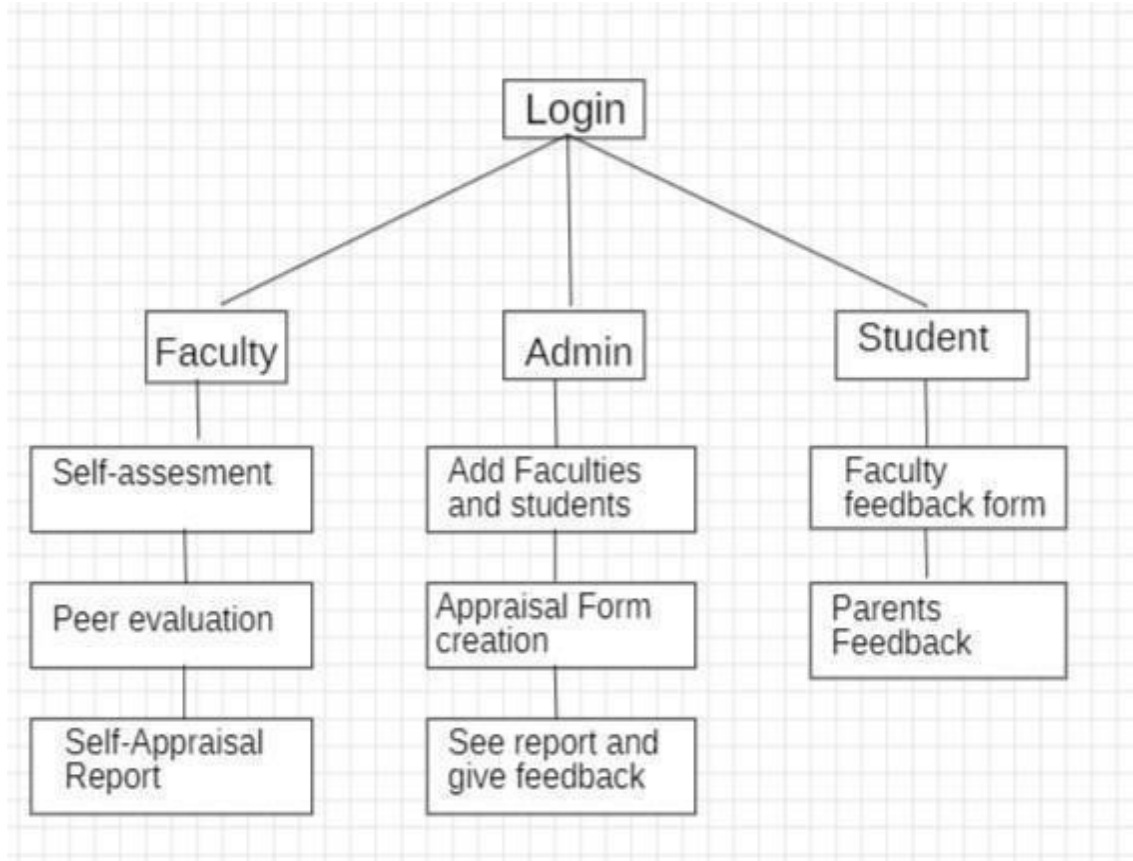 Login
Faculty
Admin
Student
Self-assesment
Add Faculties
and students
Faculty
feedback form
Peer evaluation
Appraisal Form
creation
Parents
Feedback
Self-Appraisal
Report
See report and
give feedback